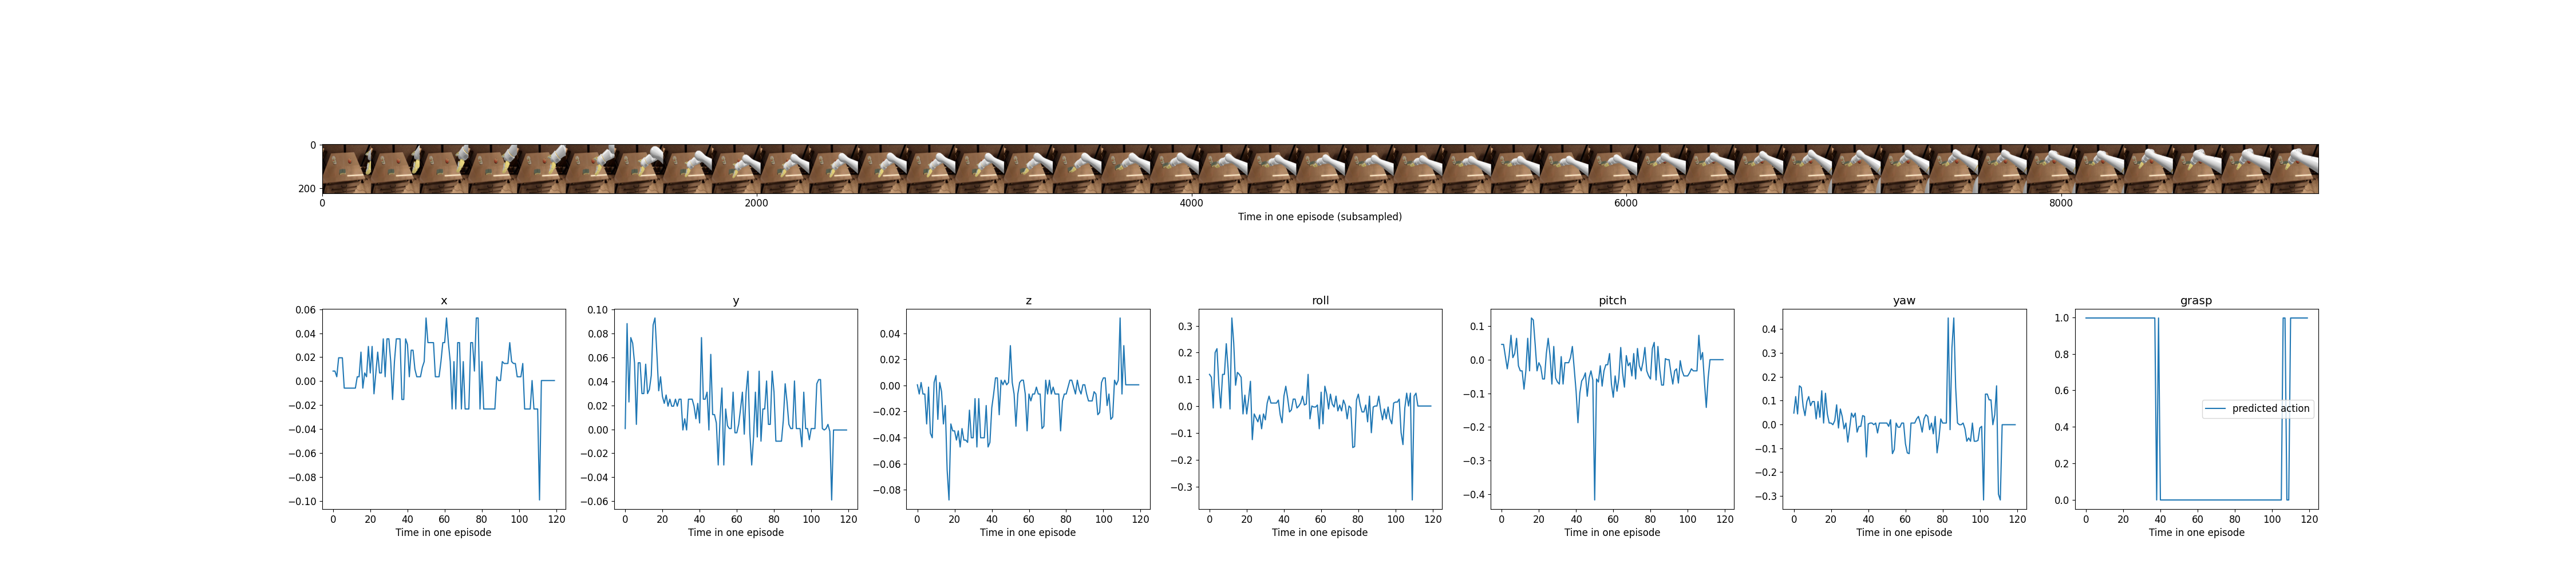 0
200
0 2000 4000 6000 8000
Time in one episode (subsampled)
x
0.06
0.04
0.02
0.00
−0.02
−0.04
−0.06
−0.08
−0.10
0 20 40 60 80 100 120
Time in one episode
y
0.10
0.08
0.06
0.04
0.02
0.00
−0.02
−0.04
−0.06
0 20 40 60 80 100 120
Time in one episode
z
0.04
0.02
0.00
−0.02
−0.04
−0.06
−0.08
0 20 40 60 80 100 120
Time in one episode
roll
0.3
0.2
0.1
0.0
−0.1
−0.2
−0.3
0 20 40 60 80 100 120
Time in one episode
pitch
0.1
0.0
−0.1
−0.2
−0.3
−0.4
0 20 40 60 80 100 120
Time in one episode
yaw
0.4
0.3
0.2
0.1
0.0
−0.1
−0.2
−0.3
0 20 40 60 80 100 120
Time in one episode
grasp
1.0
0.8
0.6
0.4
0.2
0.0
predicted action
0 20 40 60 80 100 120
Time in one episode